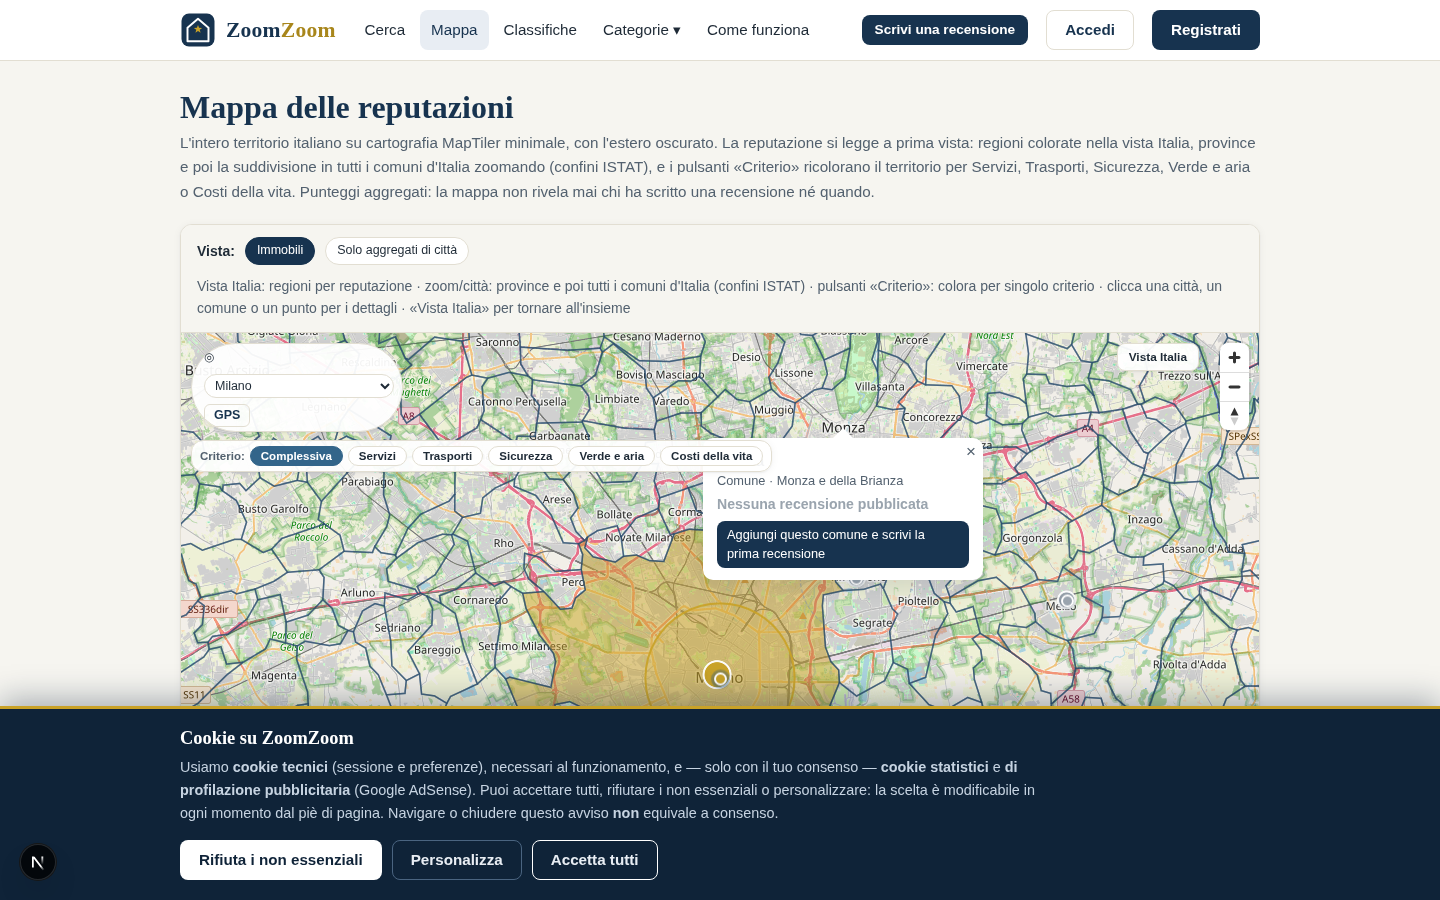 ZoomZoom
Cerca
Mappa
Classifiche
Categorie ▾
Come funziona
Scrivi una recensione
Accedi
Registrati
Mappa delle reputazioni
L'intero territorio italiano su cartografia MapTiler minimale, con l'estero oscurato. La reputazione si legge a prima vista: regioni colorate nella vista Italia, province
e poi la suddivisione in tutti i comuni d'Italia zoomando (confini ISTAT), e i pulsanti «Criterio» ricolorano il territorio per Servizi, Trasporti, Sicurezza, Verde e aria
o Costi della vita. Punteggi aggregati: la mappa non rivela mai chi ha scritto una recensione né quando.
Vista:
Immobili
Solo aggregati di città
Vista Italia: regioni per reputazione · zoom/città: province e poi tutti i comuni d'Italia (confini ISTAT) · pulsanti «Criterio»: colora per singolo criterio · clicca una città, un
comune o un punto per i dettagli · «Vista Italia» per tornare all'insieme
Saronno
Cesano Maderno
Desio
Arcore
Nord Est
Vimercate
Vista Italia
Trezzo sull'A
Milano
GPS
A8
Caronno Pertusella
Bovisio Masciago
Limbiate
Varedo
Lissone
Muggiò
Villasanta
Concorezzo
A4
Garbagnate
Monza
Criterio:
Complessiva
Servizi
Trasporti
Sicurezza
Verde e aria
Costi della vita
×
Comune · Monza e della Brianza
Nessuna recensione pubblicata
Aggiungi questo comune e scrivi la
prima recensione
Parabiago
Busto Garolfo
Parco del
Roccolo
Arese
Bollate
Corma
Novate Milanese
Rho
Pero
Inzago
Gorgonzola
Cassano d'Adda
SS336dir
Arluno
Cornaredo
Pioltello
Segrate
Sedriano
Parco del
Gelso
Bareggio
Settimo Milanese
Magenta
Rivolta d'Adda
SS11
A58
Cookie su ZoomZoom
Usiamo cookie tecnici (sessione e preferenze), necessari al funzionamento, e — solo con il tuo consenso — cookie statistici e di
profilazione pubblicitaria (Google AdSense). Puoi accettare tutti, rifiutare i non essenziali o personalizzare: la scelta è modificabile in
ogni momento dal piè di pagina. Navigare o chiudere questo avviso non equivale a consenso.
Rifiuta i non essenziali
Personalizza
Accetta tutti